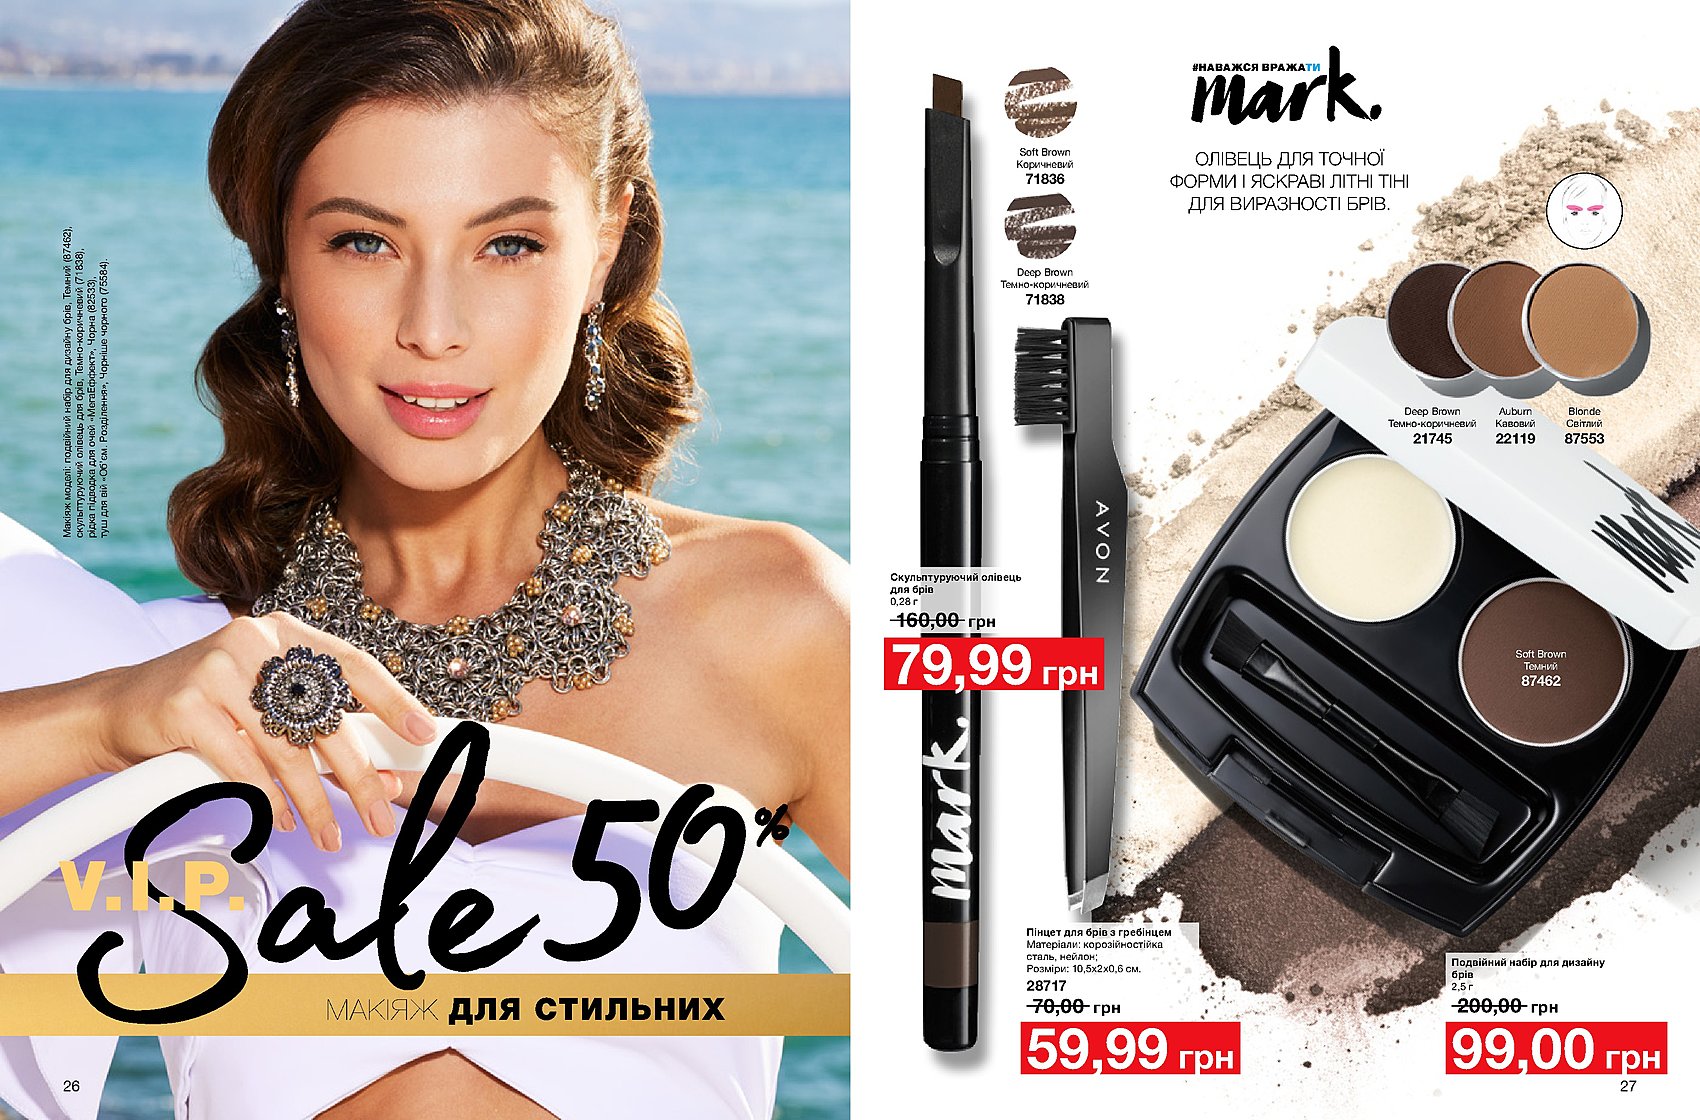 Макіяж моделі: подвійний набір для дизайну брів, Темний (87462),
скульптуруючий олівець для брів, Темно-коричневий (71838),
рідка підводка для очей «МегаЕффект», Чорна (82533),
туш для вій «Об'єм. Розділення», Чорніше чорного (75584).
V.I.P.
Sale 50%
МАКІЯЖ ДЛЯ СТИЛЬНИХ
26
#НАВАЖСЯ ВРАЖАТИ
mark.
ОЛІВЕЦЬ ДЛЯ ТОЧНОЇ
ФОРМИ І ЯСКРАВІ ЛІТНІ ТІНІ
ДЛЯ ВИРАЗНОСТІ БРІВ.
Soft Brown
Коричневий
71836
Deep Brown
Темно-коричневий
71838
Deep Brown
Темно-коричневий
21745
Auburn
Кавовий
22119
Blonde
Світлий
87553
mark.
AVON
Скульптуруючий олівець
для брів
0,28 г
160,00 грн
79,99 грн
Soft Brown
Темний
87462
mark.
Пінцет для брів з гребінцем
Матеріали: корозійностійка
сталь, нейлон;
Розміри: 10,5х2х0,6 см.
28717
70,00 грн
59,99 грн
Подвійний набір для дизайну
брів
2,5 г
200,00 грн
99,00 грн
27